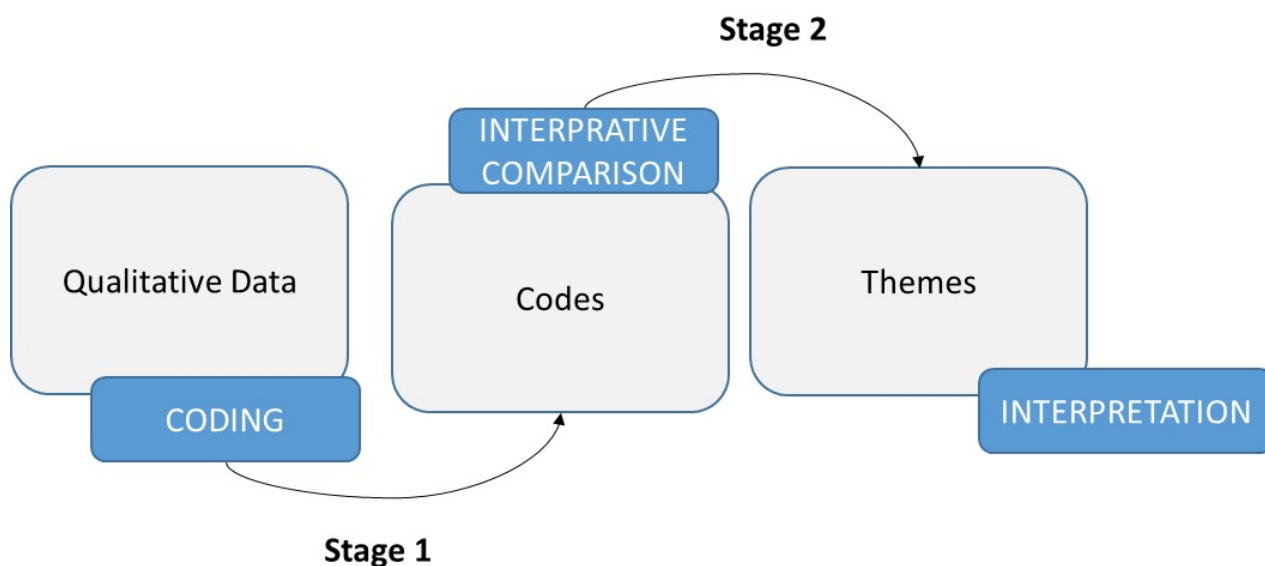 Stage 2
INTERPRATIVE
COMPARISON
Qualitative Data
Codes
Themes
CODING
INTERPRETATION
Stage 1